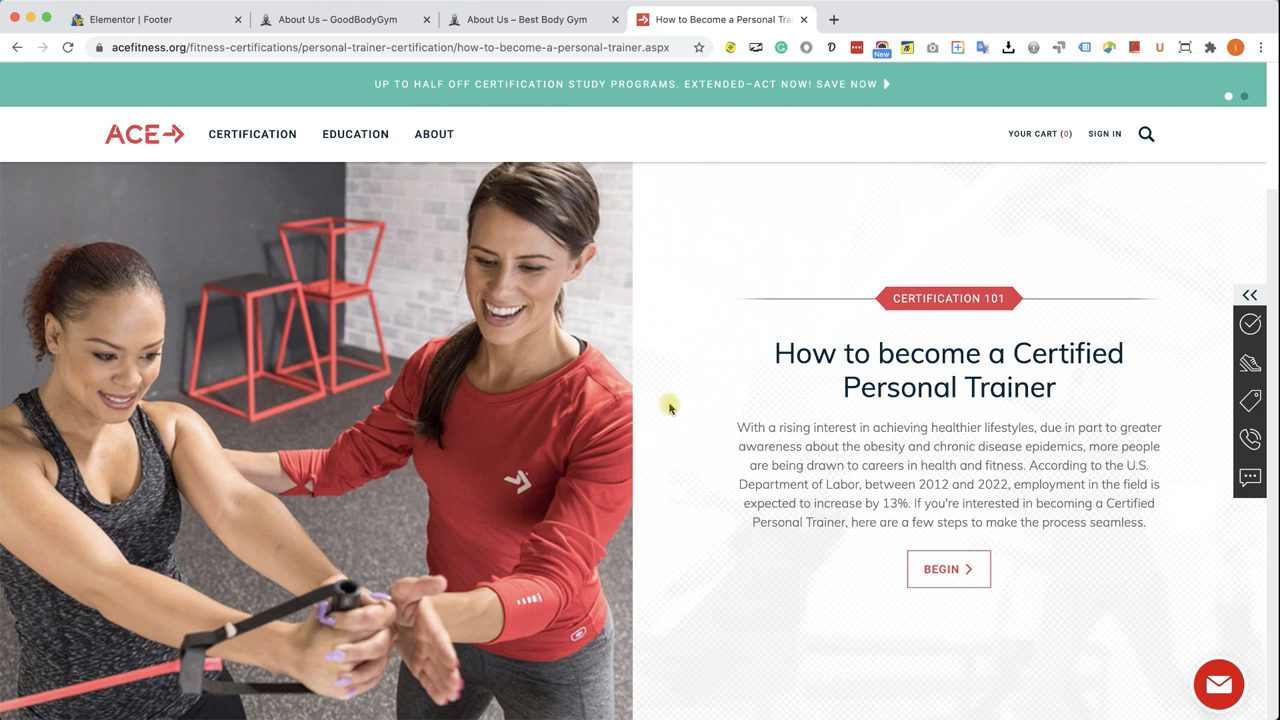 Elementor | Footer
About Us – GoodBodyGym
About Us – Best Body Gym
How to Become a Personal Trai
acefitness.org/fitness-certifications/personal-trainer-certification/how-to-become-a-personal-trainer.aspx
New
UP TO HALF OFF CERTIFICATION STUDY PROGRAMS. EXTENDED–ACT NOW! SAVE NOW
ACE
CERTIFICATION
EDUCATION
ABOUT
YOUR CART (0)
SIGN IN
CERTIFICATION 101
How to become a Certified
Personal Trainer
With a rising interest in achieving healthier lifestyles, due in part to greater
awareness about the obesity and chronic disease epidemics, more people
are being drawn to careers in health and fitness. According to the U.S.
Department of Labor, between 2012 and 2022, employment in the field is
expected to increase by 13%. If you're interested in becoming a Certified
Personal Trainer, here are a few steps to make the process seamless.
BEGIN